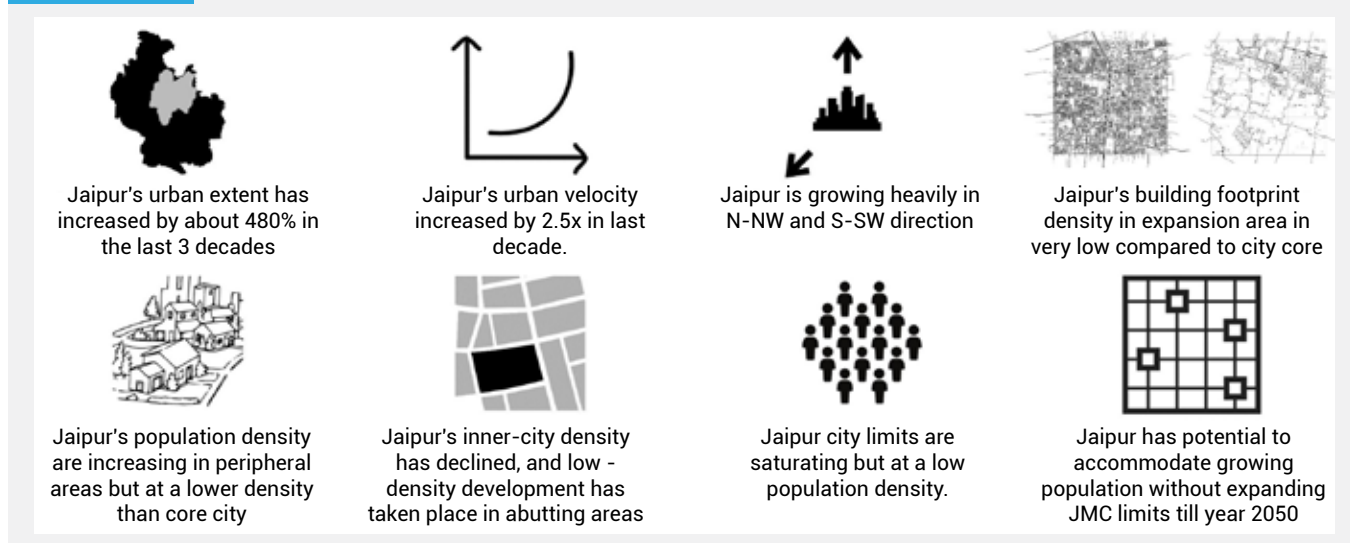 Jaipur's urban extent has
increased by about 480% in
the last 3 decades
Jaipur's urban velocity
increased by 2.5x in last
decade.
Jaipur is growing heavily in
N-NW and S-SW direction
Jaipur's building footprint
density in expansion area in
very low compared to city core
Jaipur's population density
are increasing in peripheral
areas but at a lower density
than core city
Jaipur's inner-city density
has declined, and low -
density development has
taken place in abutting areas
Jaipur city limits are
saturating but at a low
population density.
Jaipur has potential to
accommodate growing
population without expanding
JMC limits till year 2050